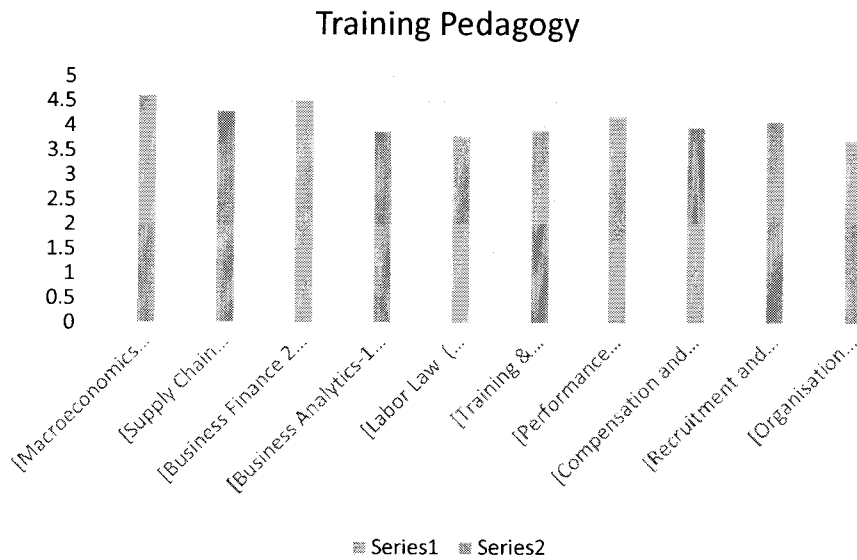 Training Pedagogy
5
4.5
4
3.5
3
2.5
2
1.5
1
0.5
0
[Macroeconomics...
[Supply Chain...
[Business Finance 2...
[Business Analytics-1...
[Labor Law (...
[Training &...
[Performance...
[Compensation and...
[Recruitment and...
[Organisation...
Series1 Series2